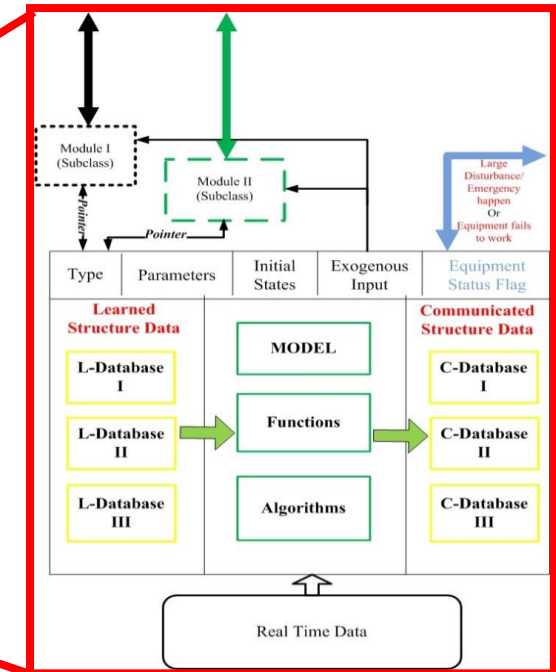 Module I
(Subclass)
Module II
(Subclass)
Pointer
Pointer
Large
Disturbance/
Emergency
happen
Or
Equipment fails
to work
Type
Parameters
Initial
States
Exogenous
Input
Equipment
Status Flag
Learned
Structure Data
L-Database
I
L-Database
II
L-Database
III
MODEL
Functions
Algorithms
Communicated
Structure Data
C-Database
I
C-Database
II
C-Database
III
Real Time Data